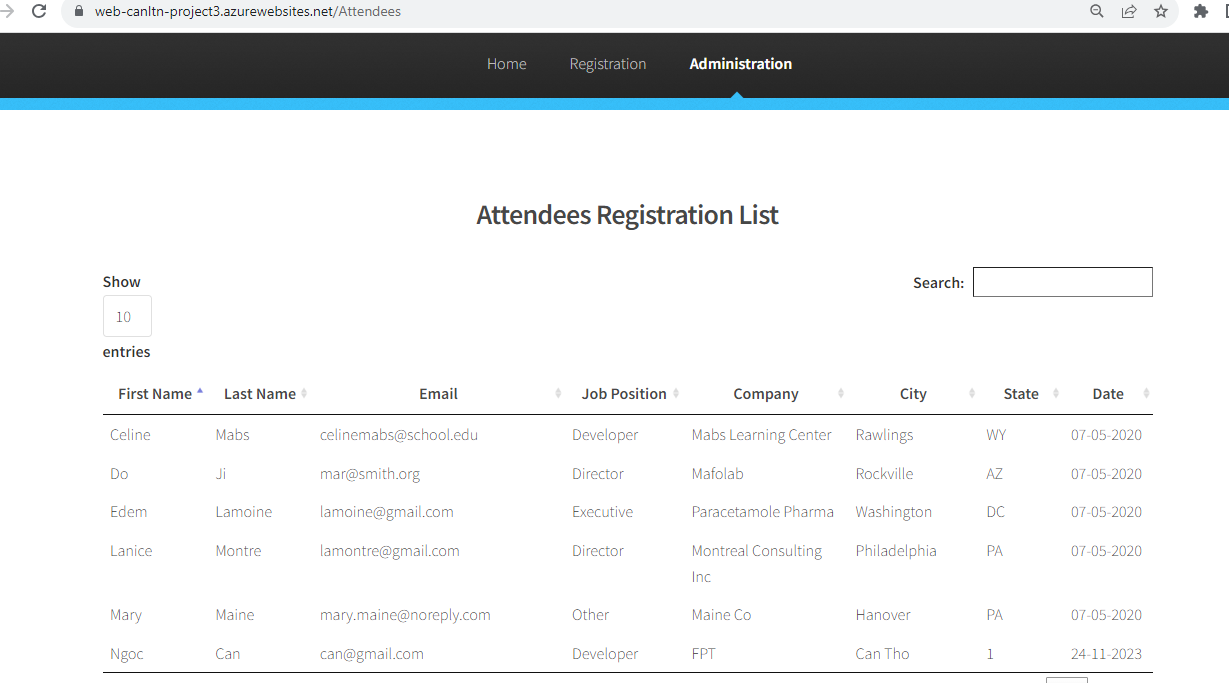 web-canltn-project3.azurewebsites.net/Attendees
Home Registration Administration
Attendees Registration List
Show
Search:
10
entries
First Name Last Name Email Job Position Company City State Date
Celine Mabs celinemabs@school.edu Developer Mabs Learning Center Rawlings WY 07-05-2020
Do Ji mar@smith.org Director Mafolab Rockville AZ 07-05-2020
Edem Lamoine lamoine@gmail.com Executive Paracetamole Pharma Washington DC 07-05-2020
Lanice Montre lamontre@gmail.com Director Montreal Consulting Philadelphia PA 07-05-2020
Inc
Mary Maine mary.maine@noreply.com Other Maine Co Hanover PA 07-05-2020
Ngoc Can can@gmail.com Developer FPT Can Tho 1 24-11-2023